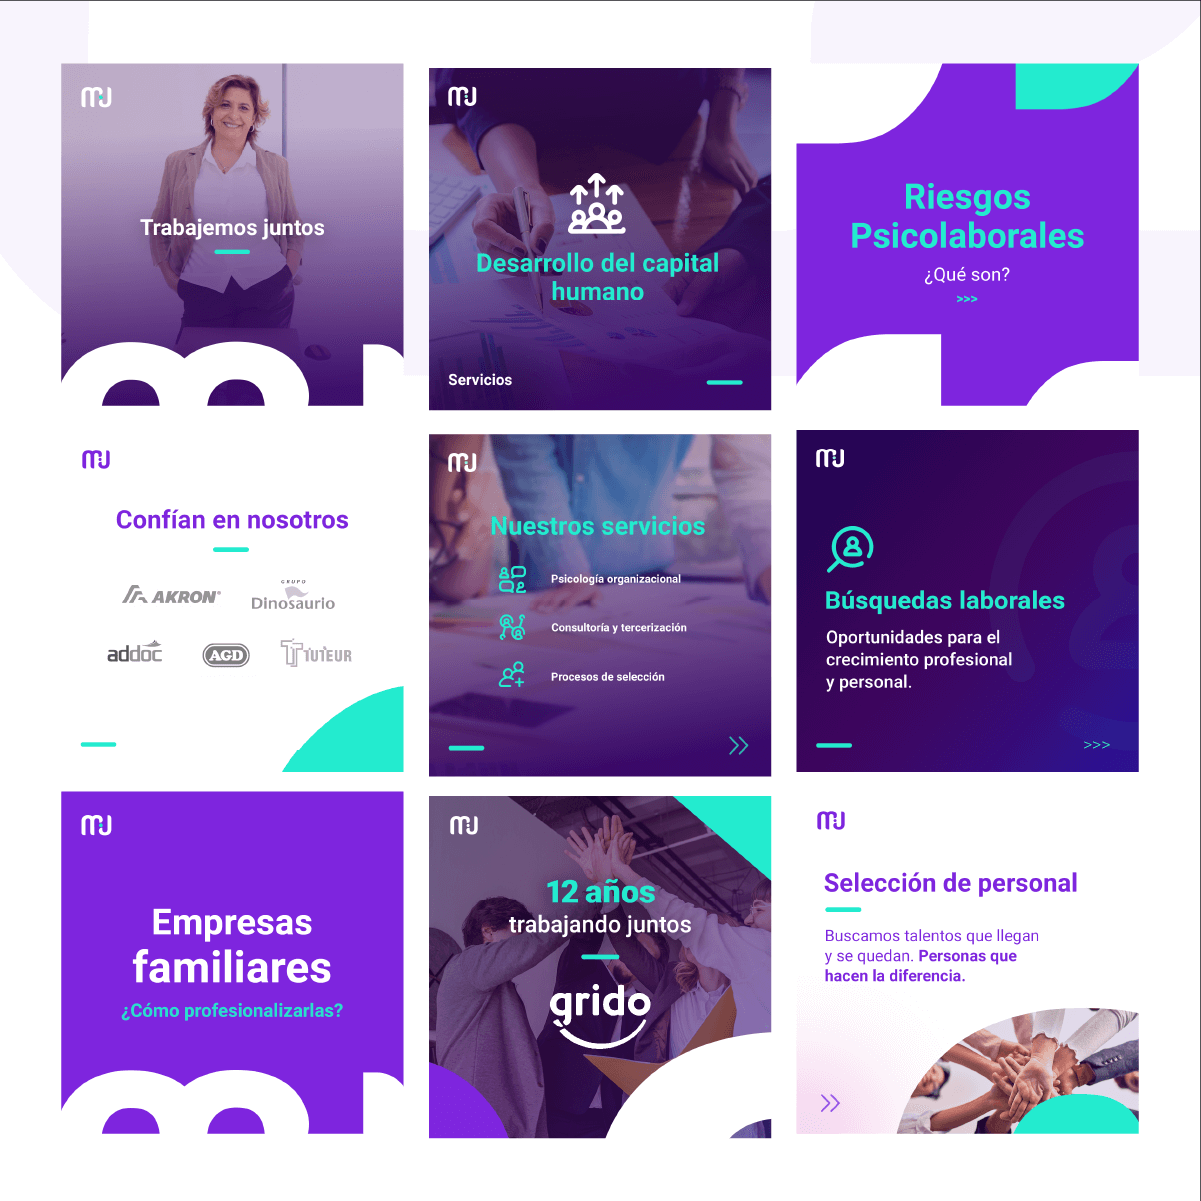 MJ
Trabajemos juntos
MJ
Desarrollo del capital
humano
Servicios
Riesgos
Psicolaborales
¿Qué son?
>>>
MJ
Confían en nosotros
AKRON®
GRUPO
Dinosaurio
addoc
AGD
TUTEUR
MJ
Nuestros servicios
Psicología organizacional
Consultoría y tercerización
Procesos de selección
MJ
Búsquedas laborales
Oportunidades para el
crecimiento profesional
y personal.
>>>
MJ
Empresas
familiares
¿Cómo profesionalizarlas?
MJ
12 años
trabajando juntos
grido
MJ
Selección de personal
Buscamos talentos que llegan
y se quedan. Personas que
hacen la diferencia.